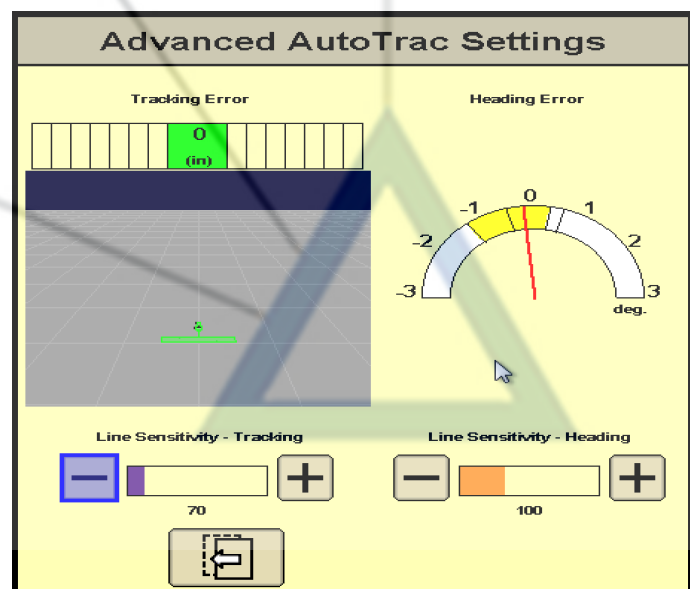 Advanced AutoTrac Settings
Tracking Error
0
(in)
Heading Error
-3
-2
-1
0
1
2
3
deg.
Line Sensitivity - Tracking
70
Line Sensitivity - Heading
100